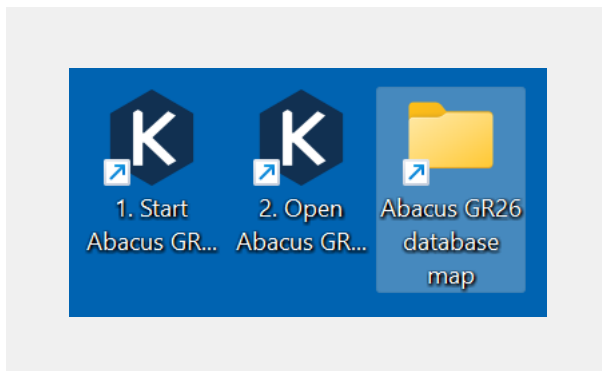 K
K
1. Start
Abacus GR...
2. Open
Abacus GR...
Abacus GR26
database
map